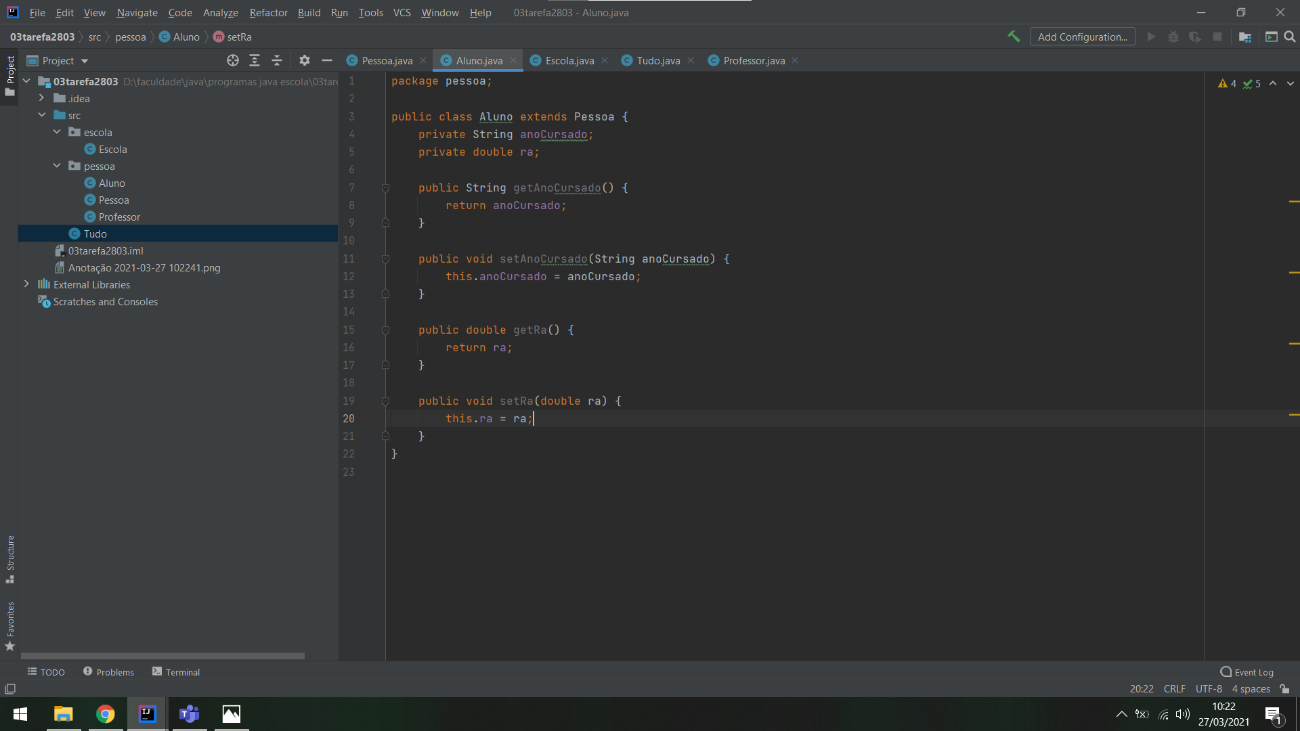 File Edit View Navigate Code Analyze Refactor Build Run Tools VCS Window Help 03tarefa2803 - Aluno.java
03tarefa2803 src pessoa Aluno setRa Add Configuration...
Project Pessoa.java Aluno.java Escola.java Tudo.java Professor.java
Project
Structure
Favorites
03tarefa2803 D:\faculdade\java\programas java escola\03tare
.idea
src
escola
Escola
pessoa
Aluno
Pessoa
Professor
Tudo
03tarefa2803.iml
Anotação 2021-03-27 102241.png
External Libraries
Scratches and Consoles
4 5
1 package pessoa;
2
3 public class Aluno extends Pessoa {
4 private String anoCursado;
5 private double ra;
6
7 public String getAnoCursado() {
8 return anoCursado;
9 }
10
11 public void setAnoCursado(String anoCursado) {
12 this.anoCursado = anoCursado;
13 }
14
15 public double getRa() {
16 return ra;
17 }
18
19 public void setRa(double ra) {
20 this.ra = ra;
21 }
22 }
23
TODO Problems Terminal Event Log
20:22 CRLF UTF-8 4 spaces
10:22
27/03/2021
1